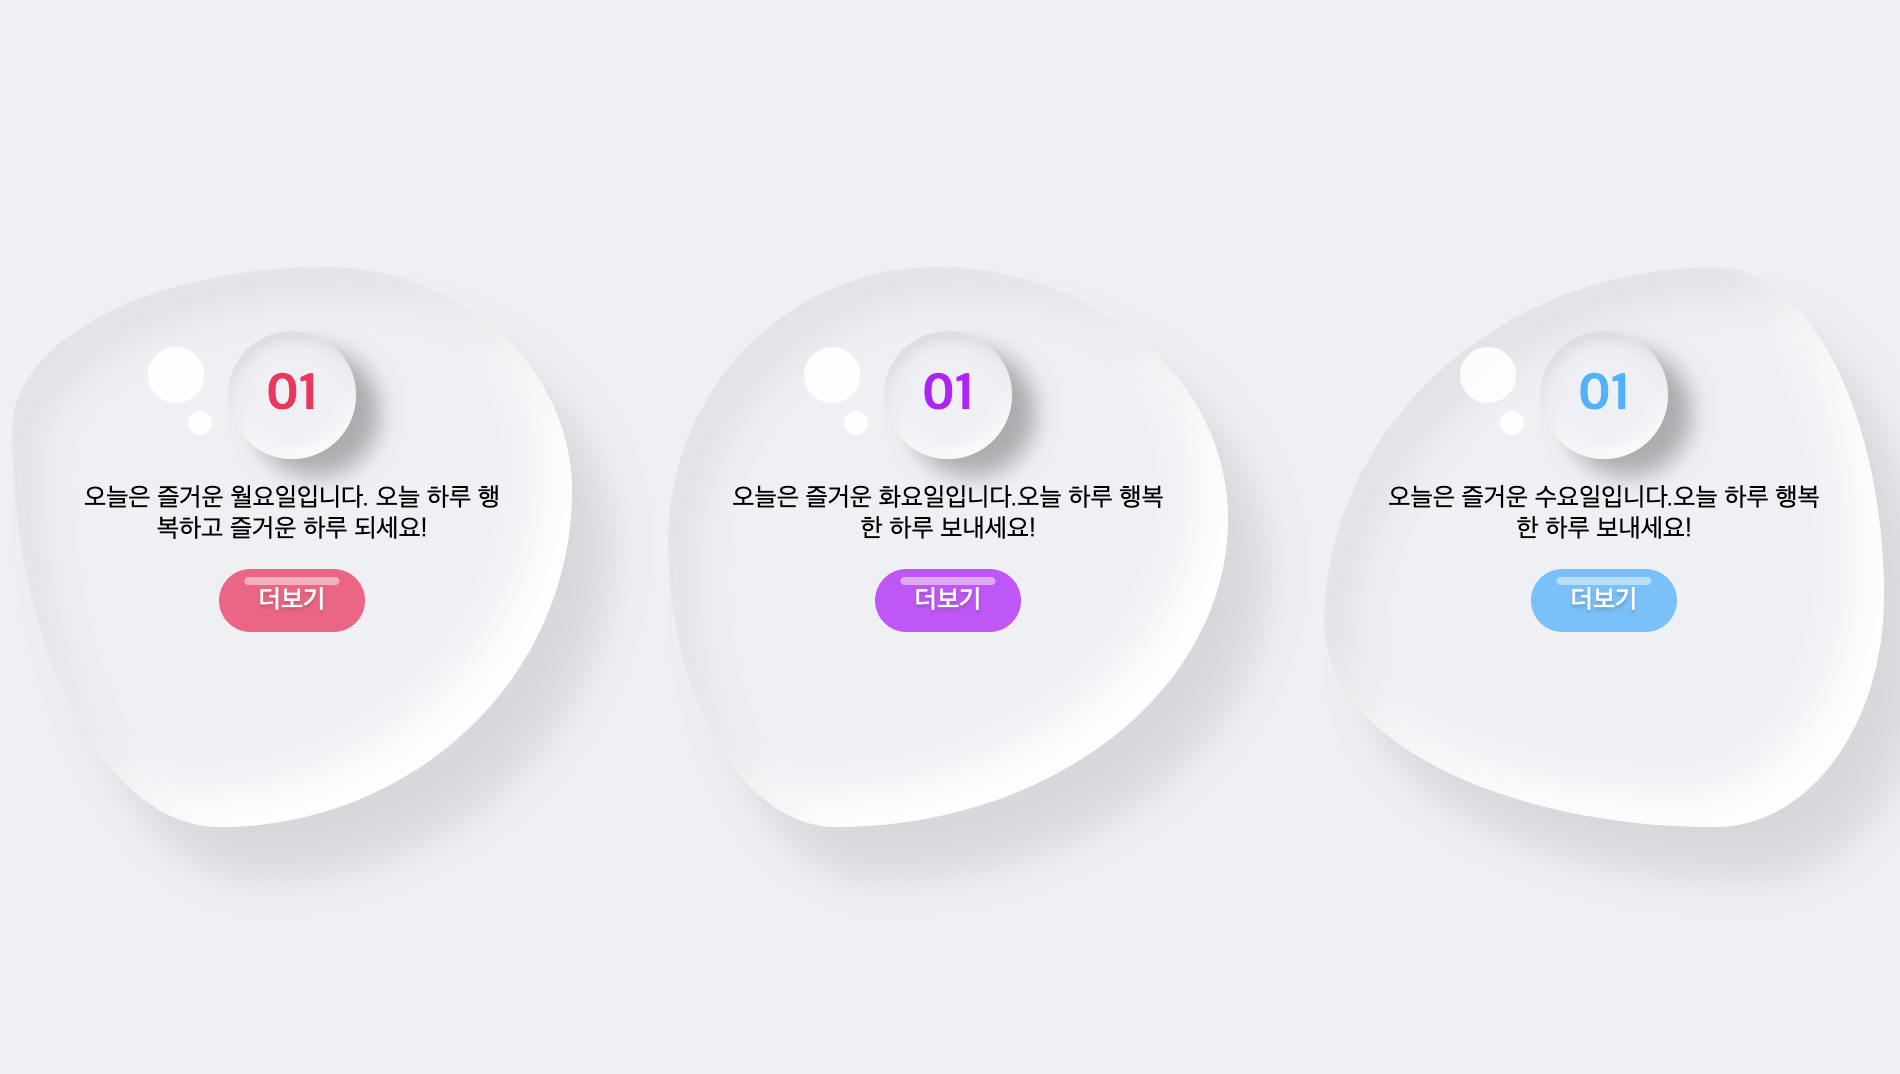 01
오늘은 즐거운 월요일입니다. 오늘 하루 행
복하고 즐거운 하루 되세요!
더보기
01
오늘은 즐거운 화요일입니다.오늘 하루 행복
한 하루 보내세요!
더보기
01
오늘은 즐거운 수요일입니다.오늘 하루 행복
한 하루 보내세요!
더보기